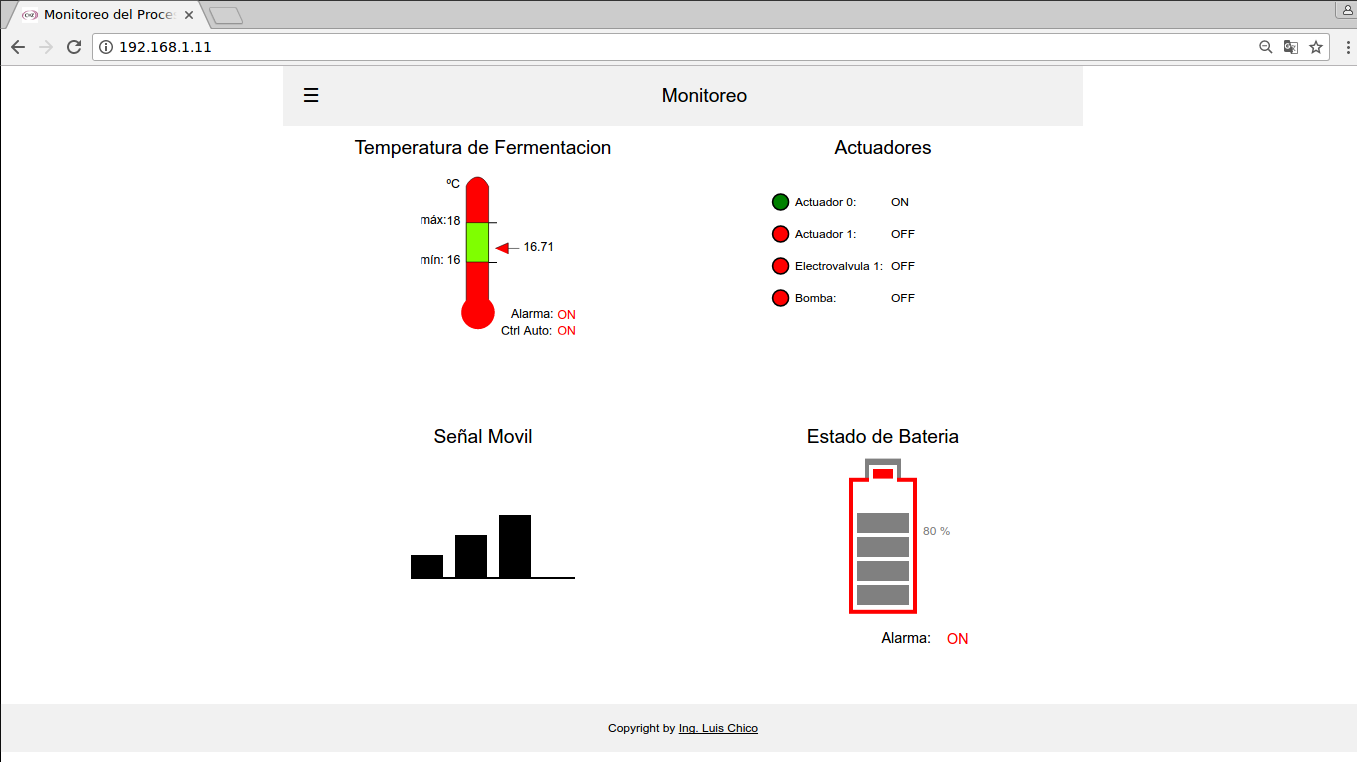 Monitoreo del Proces
192.168.1.11
☰ Monitoreo
Temperatura de Fermentacion
ºC
máx:18
16.71
mín: 16
Alarma: ON
Ctrl Auto: ON
Actuadores
Actuador 0: ON
Actuador 1: OFF
Electrovalvula 1: OFF
Bomba: OFF
Señal Movil
Estado de Bateria
80 %
Alarma: ON
Copyright by Ing. Luis Chico